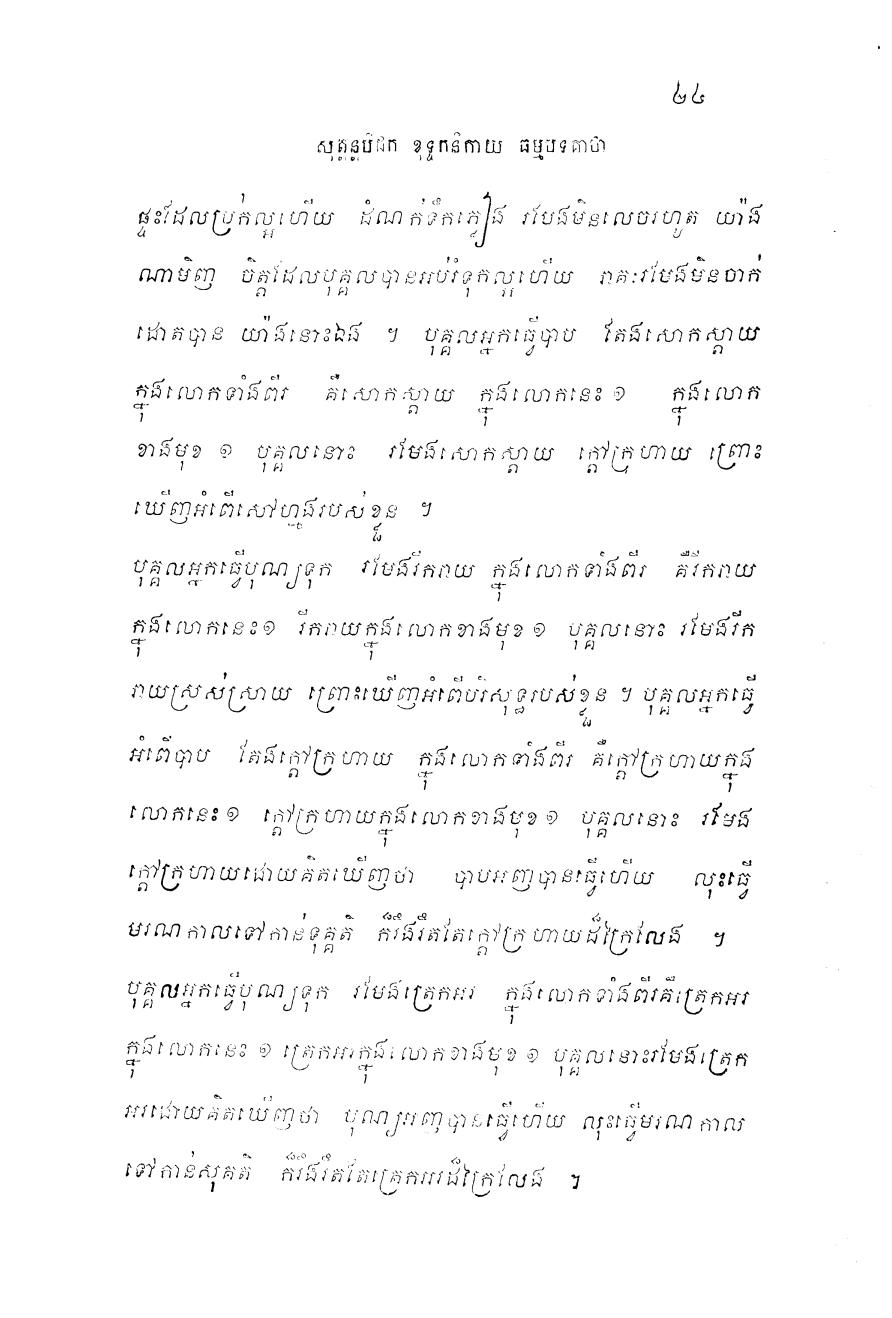 ២៤
សុត្តន្តបិដក ខុទ្ទកនិកាយ ធម្មបទគាថា
ផ្ទះដែលប្រក់ល្អហើយ ដំណក់ទឹកភ្លៀង របែងមិនលេចរហូត យ៉ាង
ណាមិញ ចិត្តដែលបុគ្គលបានអប់រំទុកល្អហើយ រាគៈរមែងមិនចាក់
ដោតបាន យ៉ាងនោះឯង ។ បុគ្គលអ្នកធ្វើបាប តែងសោកស្តាយ
ក្នុងលោកទាំងពីរ គឺសោកស្តាយ ក្នុងលោកនេះ ១ ក្នុងលោក
ខាងមុខ ១ បុគ្គលនោះ រមែងសោកស្តាយ ក្តៅក្រហាយ ព្រោះ
ឃើញអំពើសៅហ្មងរបស់ខ្លួន ។
បុគ្គលអ្នកធ្វើបុណ្យទុក រមែងរីករាយ ក្នុងលោកទាំងពីរ គឺរីករាយ
ក្នុងលោកនេះ ១ រីករាយក្នុងលោកខាងមុខ ១ បុគ្គលនោះ រមែងរីក
រាយស្រស់ស្រាយ ព្រោះឃើញអំពើបរិសុទ្ធរបស់ខ្លួន ។ បុគ្គលអ្នកធ្វើ
អំពើបាប តែងក្តៅក្រហាយ ក្នុងលោកទាំងពីរ គឺក្តៅក្រហាយក្នុង
លោកនេះ ១ ក្តៅក្រហាយក្នុងលោកខាងមុខ ១ បុគ្គលនោះ រមែង
ក្តៅក្រហាយដោយគិតឃើញថា បាបអញបានធ្វើហើយ លុះធ្វើ
មរណកាលទៅកាន់ទុគ្គតិ ក៏រឹងរឹតតែក្តៅក្រហាយដ៏ក្រៃលែង ។
បុគ្គលអ្នកធ្វើបុណ្យទុក រមែងត្រេកអរ ក្នុងលោកទាំងពីរគឺត្រេកអរ
ក្នុងលោកនេះ ១ ត្រេកអរក្នុងលោកខាងមុខ ១ បុគ្គលនោះរមែងត្រេក
អរដោយគិតឃើញថា បុណ្យអញបានធ្វើហើយ លុះធ្វើមរណកាល
ទៅកាន់សុគតិ ក៏រឹងរឹតតែត្រេកអរដ៏ក្រៃលែង ។